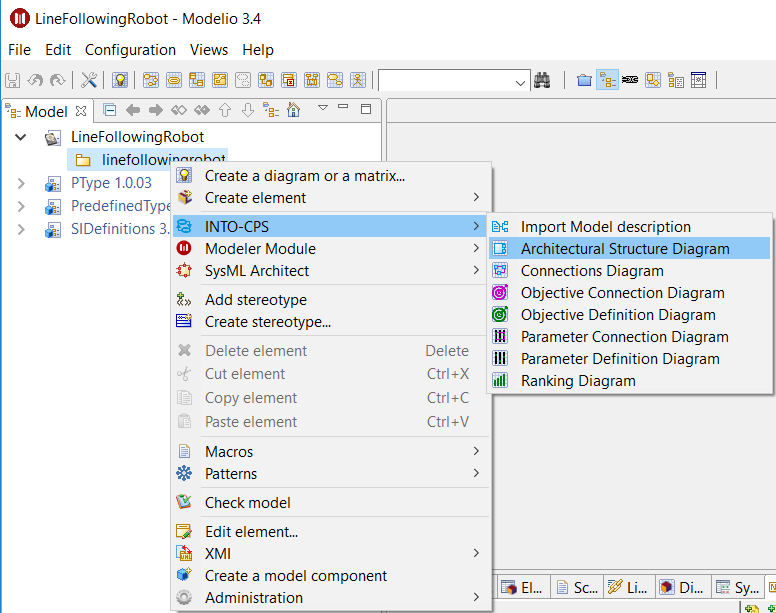 LineFollowingRobot - Modelio 3.4
File Edit Configuration Views Help
Model
LineFollowingRobot
linefollowingrobot
PType 1.0.03
PredefinedType
SIDefinitions 3.
Create a diagram or a matrix...
Create element
INTO-CPS
Modeler Module
SysML Architect
Add stereotype
Create stereotype...
Delete element Delete
Cut element Ctrl+X
Copy element Ctrl+C
Paste element Ctrl+V
Macros
Patterns
Check model
Edit element...
XMI
Create a model component
Administration
Import Model description
Architectural Structure Diagram
Connections Diagram
Objective Connection Diagram
Objective Definition Diagram
Parameter Connection Diagram
Parameter Definition Diagram
Ranking Diagram
El... Sc... Li... Di... Sy...